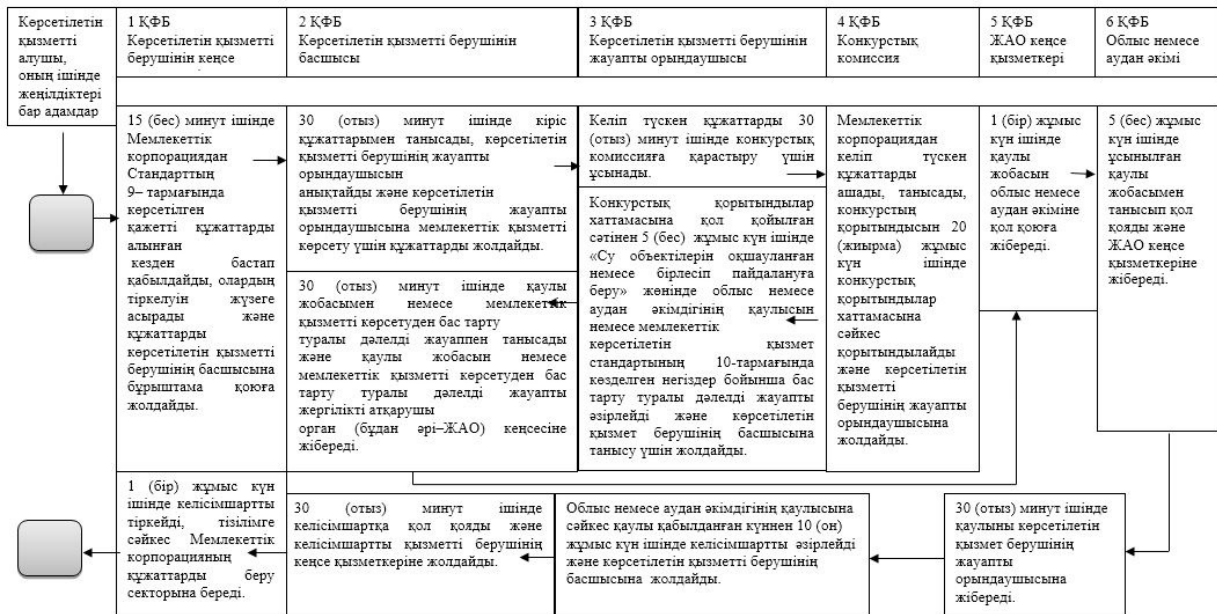 Көрсетілетін
қызметті
алушы,
оның ішінде
жеңілдіктері
бар адамдар
1 ҚФБ
Көрсетілетін қызметті
берушінің кеңсе
2 ҚФБ
Көрсетілетін қызметті берушінің
басшысы
3 ҚФБ
Көрсетілетін қызметті берушінің
жауапты орындаушысы
4 ҚФБ
Конкурстық
комиссия
5 ҚФБ
ЖАО кеңсе
қызметкері
6 ҚФБ
Облыс немесе
аудан әкімі
15 (бес) минут ішінде
Мемлекеттік
корпорациядан
Стандарттың
9– тармағында
көрсетілген
қажетті құжаттарды
алынған
кезден бастап
қабылдайды, олардың
тіркелуін жүзеге
асырады және
құжаттарды
көрсетілетін қызметті
берушінің басшысына
бұрыштама қоюға
жолдайды.
30 (отыз) минут ішінде кіріс
құжаттарымен танысады, көрсетілетін
қызметті берушінің жауапты
орындаушысын
анықтайды және көрсетілетін
қызметті берушінің жауапты
орындаушысына мемлекеттік қызметті
көрсету үшін құжаттарды жолдайды.
30 (отыз) минут ішінде қаулы
жобасымен немесе мемлекеттік
қызметті көрсетуден бас тарту
туралы дәлелді жауаппен танысады
және қаулы жобасын немесе
мемлекеттік қызметті көрсетуден бас
тарту туралы дәлелді жауапты
жергілікті атқарушы
орган (бұдан әрі–ЖАО) кеңсесіне
жібереді.
Келіп түскен құжаттарды 30
(отыз) минут ішінде конкурстық
комиссияға қарастыру үшін
ұсынады.
Конкурстық қорытындылар
хаттамасына қол қойылған
сәтінен 5 (бес) жұмыс күн ішінде
«Су объектілерін оқшауланған
немесе бірлесіп пайдалануға
беру» жөнінде облыс немесе
аудан әкімдігінің қаулысын
немесе мемлекеттік
көрсетілетін қызмет
стандартының 10-тармағында
көзделген негіздер бойынша бас
тарту туралы дәлелді жауапты
әзірлейді және көрсетілетін
қызмет берушінің басшысына
танысу үшін жолдайды.
Мемлекеттік
корпорациядан
келіп түскен
құжаттарды
ашады, танысады,
конкурстың
қорытындысын 20
(жиырма) жұмыс
күн ішінде
конкурстық
қорытындылар
хаттамасына
сәйкес
қорытындылайды
және көрсетілетін
қызметті
берушінің жауапты
орындаушысына
жолдайды.
1 (бір) жұмыс
күн ішінде
қаулы
жобасын
облыс немесе
аудан әкіміне
қол қоюға
жібереді.
5 (бес) жұмыс
күн ішінде
ұсынылған
қаулы
жобасымен
танысып қол
қояды және
ЖАО кеңсе
қызметкеріне
жібереді.
1 (бір) жұмыс күн
ішінде келісімшартты
тіркейді, тізілімге
сәйкес Мемлекеттік
корпорацияның
құжаттарды беру
секторына береді.
30 (отыз) минут ішінде
келісімшартқа қол қояды және
келісімшартты қызметті берушінің
кеңсе қызметкеріне жолдайды.
Облыс немесе аудан әкімдігінің қаулысына
сәйкес қаулы қабылданған күннен 10 (он)
жұмыс күн ішінде келісімшартты әзірлейді
және көрсетілетін қызметті берушінің
басшысына жолдайды.
30 (отыз) минут ішінде
қаулыны көрсетілетін
қызмет берушінің
жауапты
орындаушысына
жібереді.